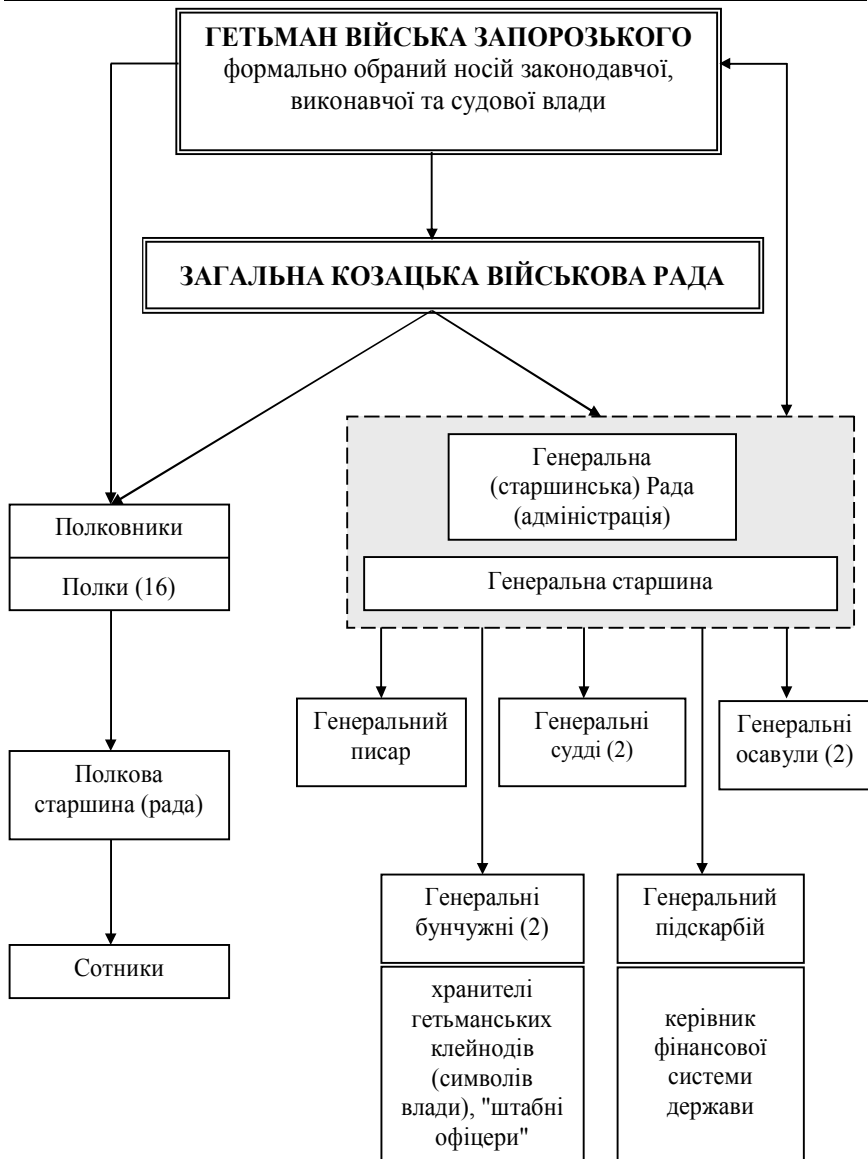 ГЕТЬМАН ВІЙСЬКА ЗАПОРОЗЬКОГО
формально обраний носій законодавчої,
виконавчої та судової влади
ЗАГАЛЬНА КОЗАЦЬКА ВІЙСЬКОВА РАДА
Генеральна
(старшинська) Рада
(адміністрація)
Генеральна старшина
Полковники
Полки (16)
Полкова
старшина (рада)
Сотники
Генеральний
писар
Генеральні
судді (2)
Генеральні
осавули (2)
Генеральні
бунчужні (2)
хранителі
гетьманських
клейнодів
(символів
влади), "штабні
офіцери"
Генеральний
підскарбій
керівник
фінансової
системи
держави